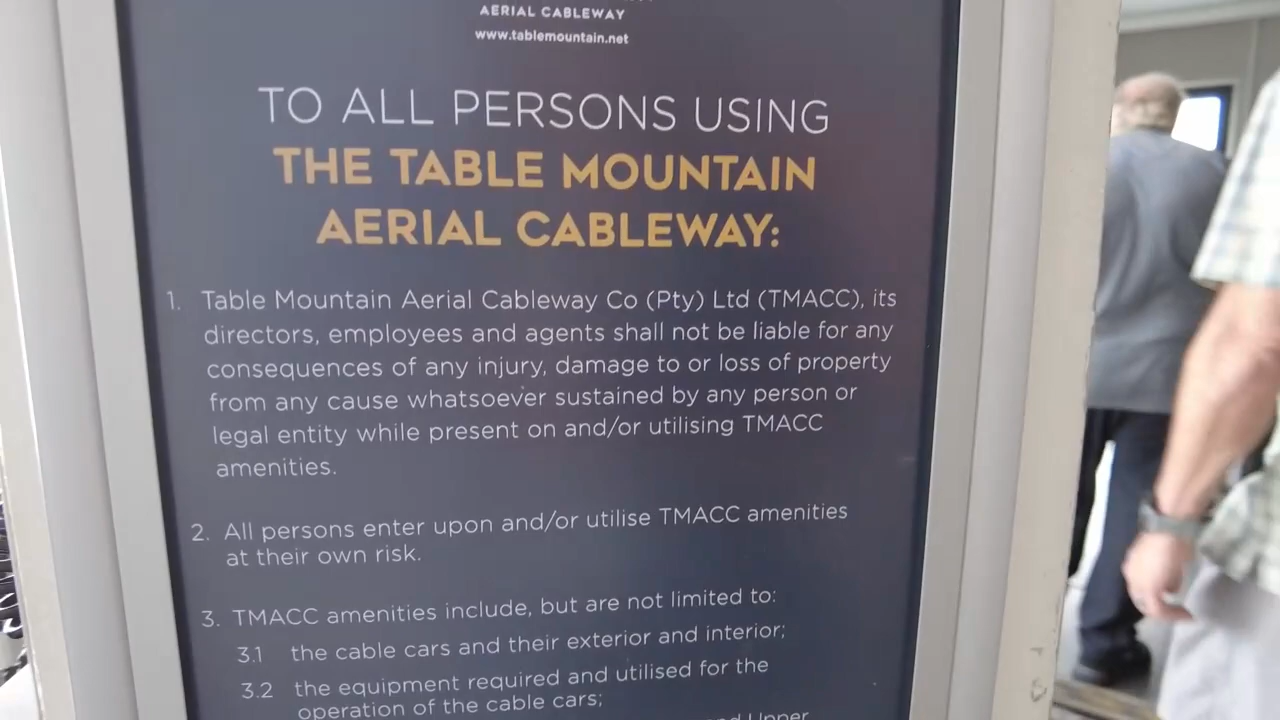 AERIAL CABLEWAY
www.tablemountain.net
TO ALL PERSONS USING
THE TABLE MOUNTAIN
AERIAL CABLEWAY:
1. Table Mountain Aerial Cableway Co (Pty) Ltd (TMACC), its
directors, employees and agents shall not be liable for any
consequences of any injury, damage to or loss of property
from any cause whatsoever sustained by any person or
legal entity while present on and/or utilising TMACC
amenities.
2. All persons enter upon and/or utilise TMACC amenities
at their own risk.
3. TMACC amenities include, but are not limited to:
3.1 the cable cars and their exterior and interior;
3.2 the equipment required and utilised for the
operation of the cable cars;
and Upper